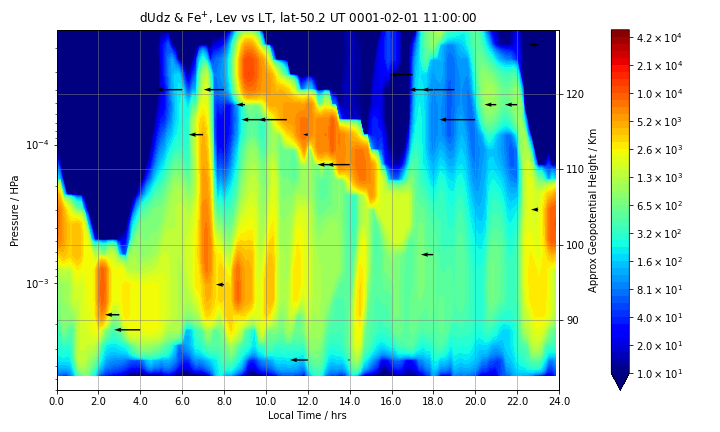 dUdz & Fe⁺, Lev vs LT, lat-50.2 UT 0001-02-01 11:00:00
Pressure / HPa
10⁻⁴
10⁻³
120
110
100
90
Approx Geopotential Height / Km
0.0 2.0 4.0 6.0 8.0 10.0 12.0 14.0 16.0 18.0 20.0 22.0 24.0
Local Time / hrs
4.2 × 10⁴
2.1 × 10⁴
1.0 × 10⁴
5.2 × 10³
2.6 × 10³
1.3 × 10³
6.5 × 10²
3.2 × 10²
1.6 × 10²
8.1 × 10¹
4.0 × 10¹
2.0 × 10¹
1.0 × 10¹